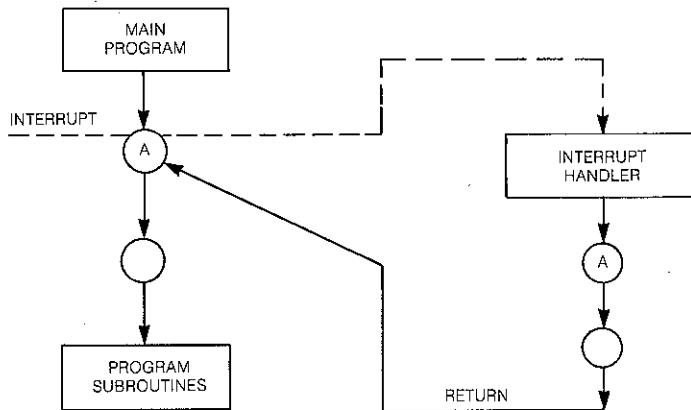 MAIN
PROGRAM
INTERRUPT
A
INTERRUPT
HANDLER
A
PROGRAM
SUBROUTINES
RETURN